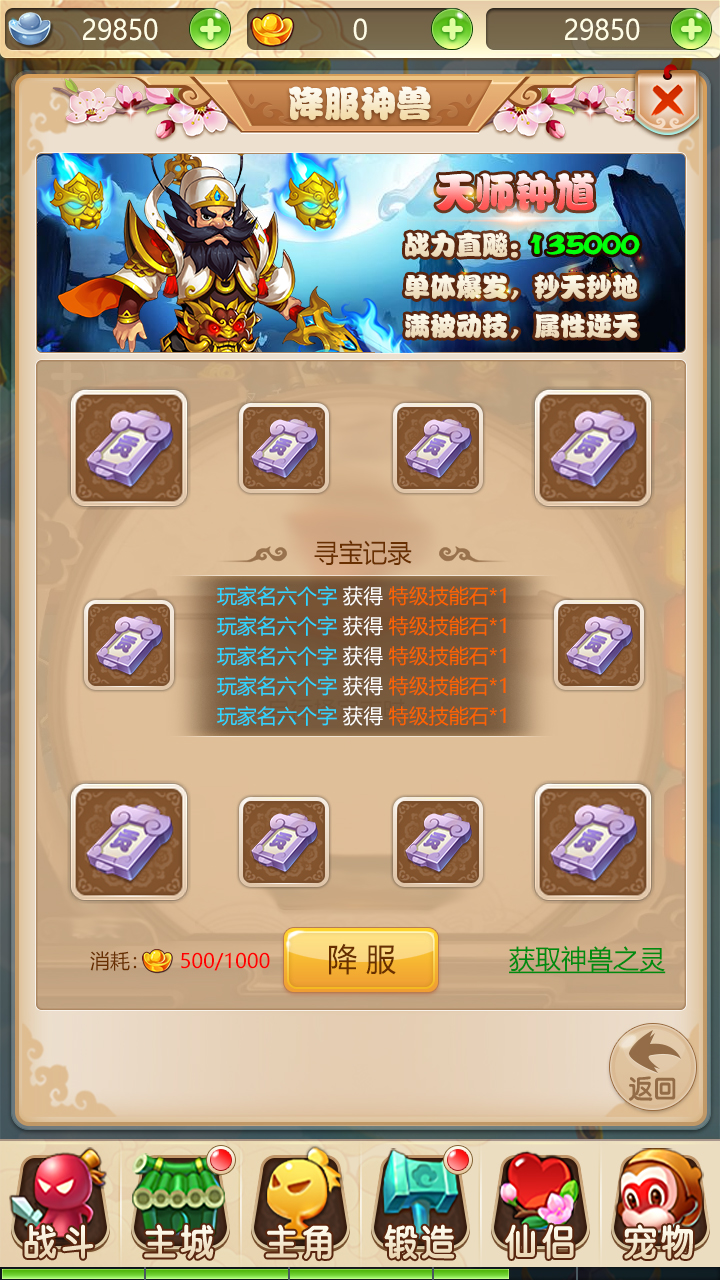 29850
0
29850
降服神兽
天师钟馗
战力直飚：135000
单体爆发，秒天秒地
满被动技，属性逆天
寻宝记录
玩家名六个字 获得 特级技能石*1
玩家名六个字 获得 特级技能石*1
玩家名六个字 获得 特级技能石*1
玩家名六个字 获得 特级技能石*1
玩家名六个字 获得 特级技能石*1
消耗: 500/1000
降 服
获取神兽之灵
返回
战斗
主城
主角
锻造
仙侣
宠物